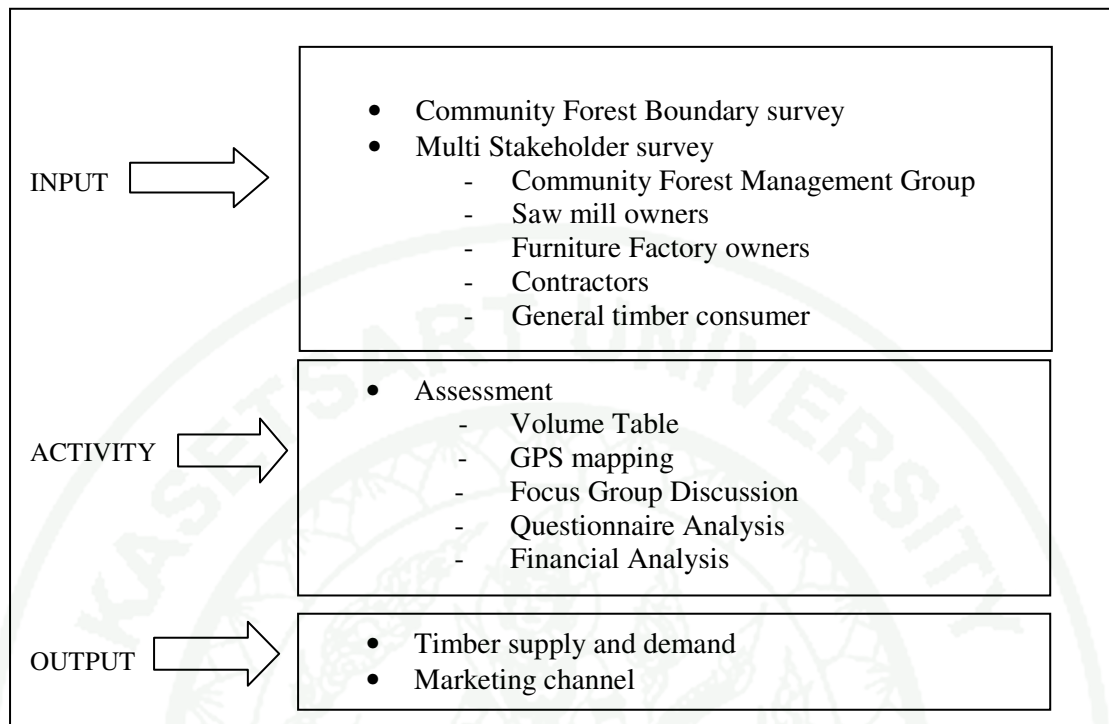 INPUT
• Community Forest Boundary survey
• Multi Stakeholder survey
- Community Forest Management Group
- Saw mill owners
- Furniture Factory owners
- Contractors
- General timber consumer
ACTIVITY
• Assessment
- Volume Table
- GPS mapping
- Focus Group Discussion
- Questionnaire Analysis
- Financial Analysis
OUTPUT
• Timber supply and demand
• Marketing channel
KASETSART UNIVERSITY